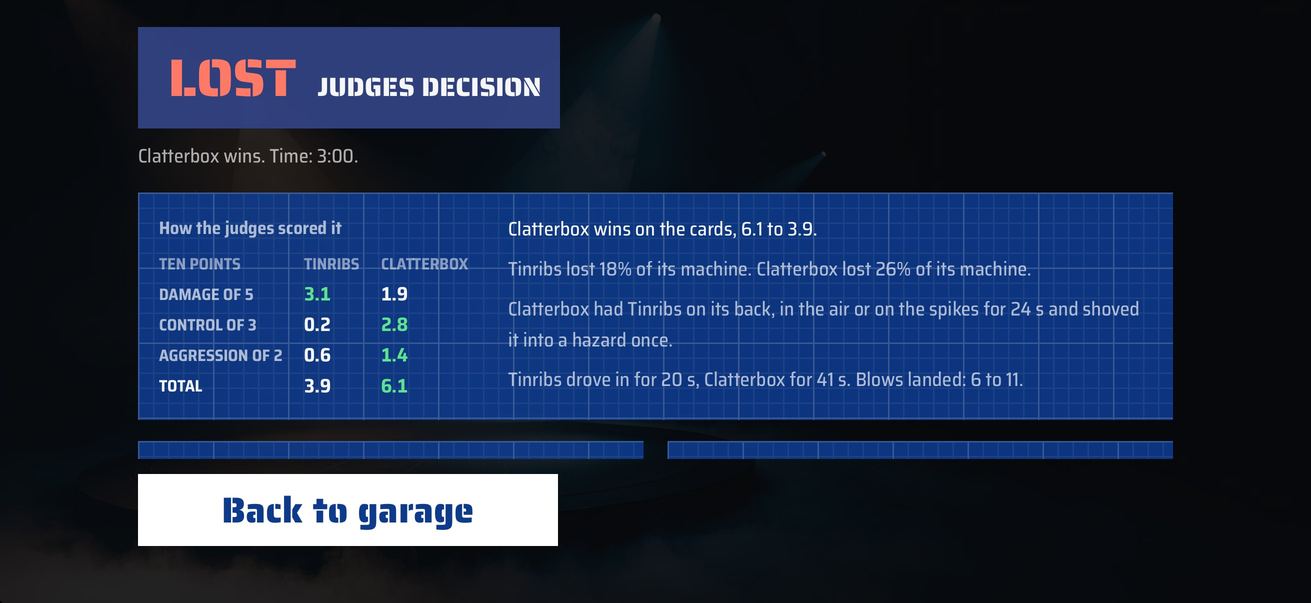 LOST JUDGES DECISION
Clatterbox wins. Time: 3:00.
How the judges scored it
TEN POINTS TINRIBS CLATTERBOX
DAMAGE OF 5 3.1 1.9
CONTROL OF 3 0.2 2.8
AGGRESSION OF 2 0.6 1.4
TOTAL 3.9 6.1
Clatterbox wins on the cards, 6.1 to 3.9.
Tinribs lost 18% of its machine. Clatterbox lost 26% of its machine.
Clatterbox had Tinribs on its back, in the air or on the spikes for 24 s and shoved
it into a hazard once.
Tinribs drove in for 20 s, Clatterbox for 41 s. Blows landed: 6 to 11.
Back to garage